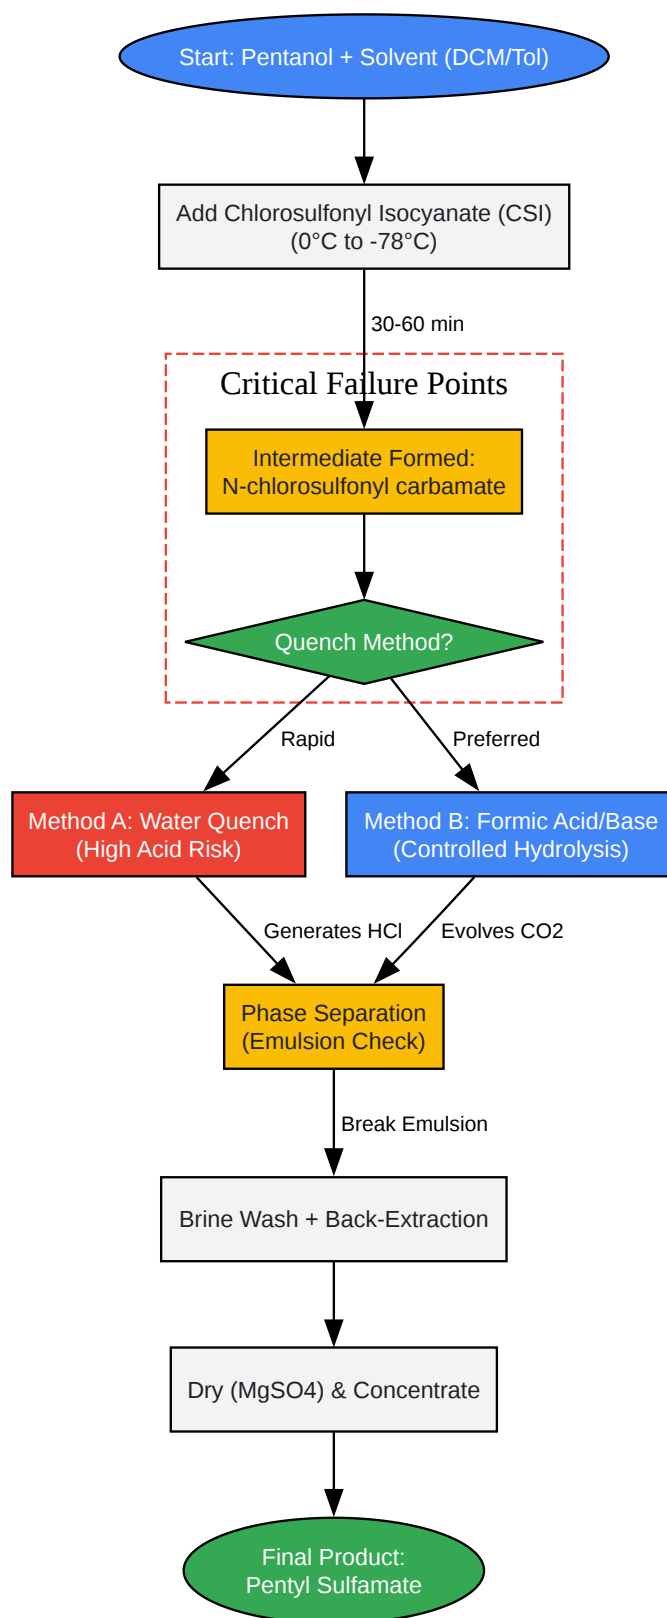 Start: Pentanol + Solvent (DCM/Tol)
Add Chlorosulfonyl Isocyanate (CSI)
(0°C to -78°C)
30-60 min
Critical Failure Points
Intermediate Formed:
N-chlorosulfonyl carbamate
Quench Method?
Rapid
Preferred
Method A: Water Quench
(High Acid Risk)
Method B: Formic Acid/Base
(Controlled Hydrolysis)
Generates HCl
Evolves CO2
Phase Separation
(Emulsion Check)
Break Emulsion
Brine Wash + Back-Extraction
Dry (MgSO4) & Concentrate
Final Product:
Pentyl Sulfamate